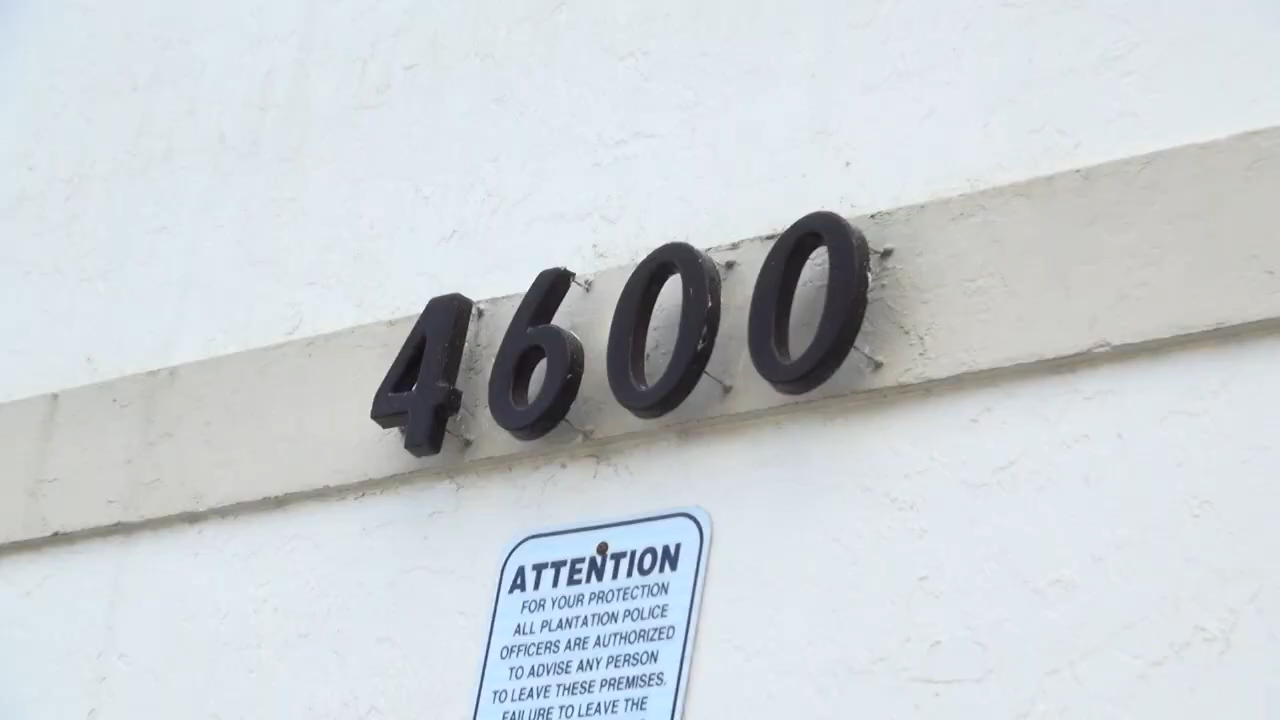 4600
ATTENTION
FOR YOUR PROTECTION
ALL PLANTATION POLICE
OFFICERS ARE AUTHORIZED
TO ADVISE ANY PERSON
TO LEAVE THESE PREMISES.
FAILURE TO LEAVE THE